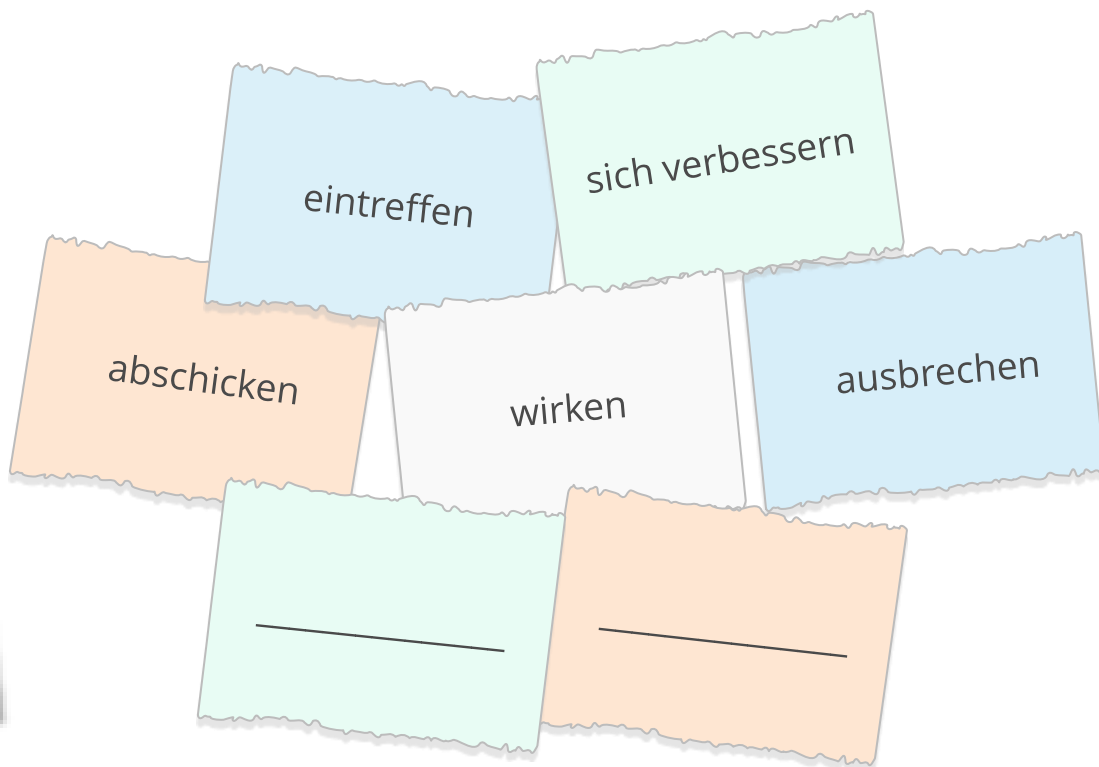 eintreffen
sich verbessern
abschicken
wirken
ausbrechen